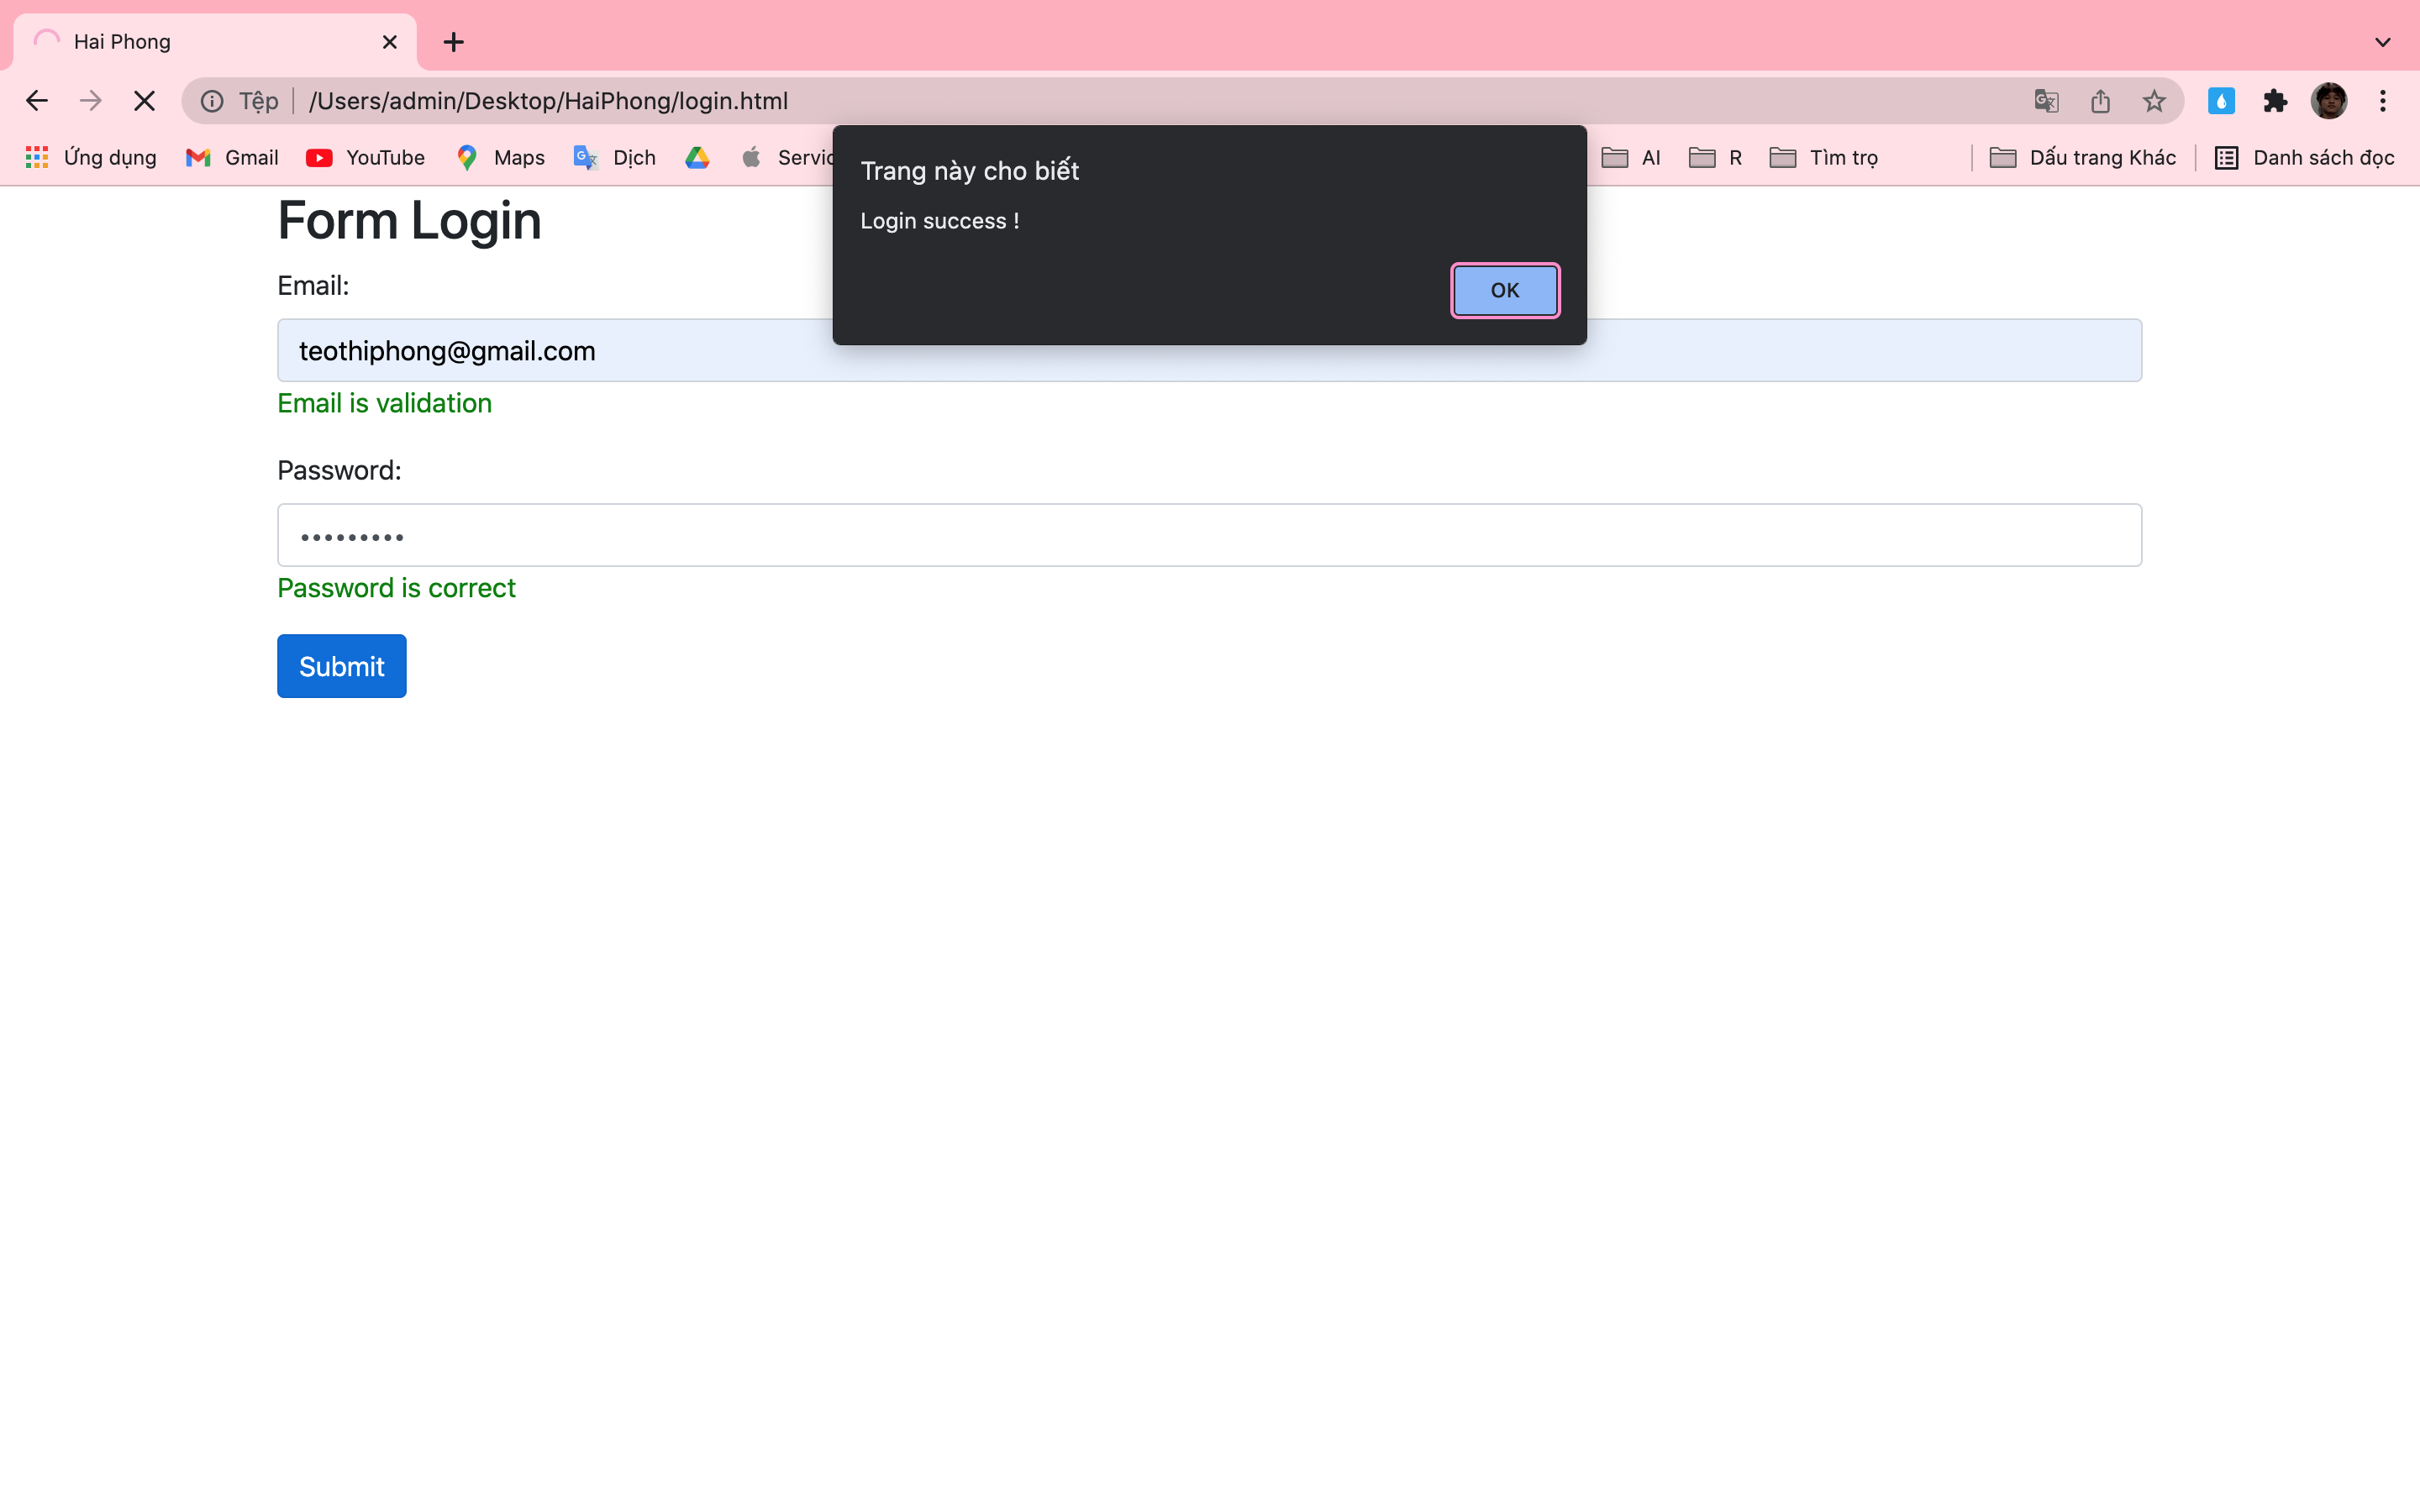 Hai Phong
Tệp /Users/admin/Desktop/HaiPhong/login.html
Ứng dụng Gmail YouTube Maps Dịch AI R Tìm trọ Dấu trang Khác Danh sách đọc
Trang này cho biết
Login success !
OK
Form Login
Email:
teothiphong@gmail.com
Email is validation
Password:
•••••••••
Password is correct
Submit